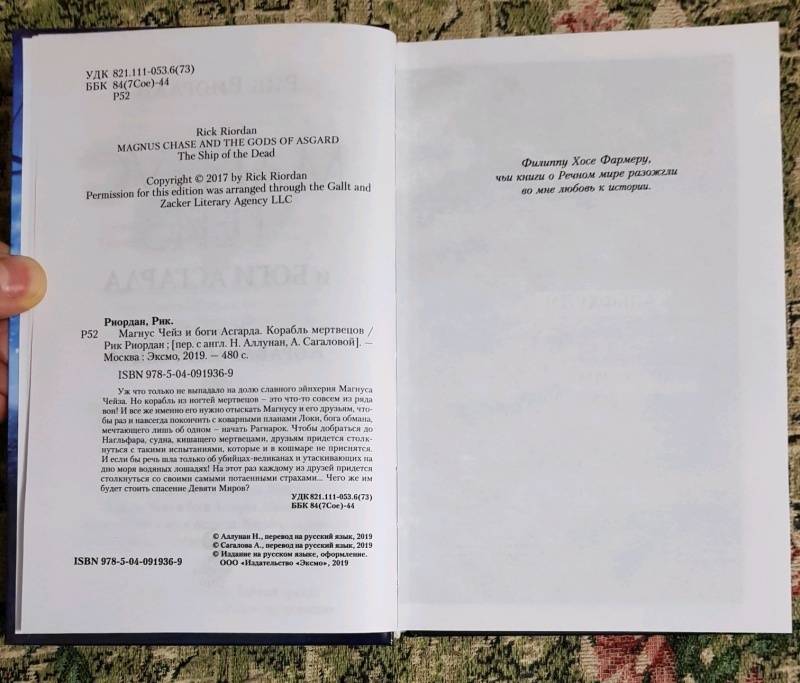 УДК 821.111-053.6(73)
ББК 84(7Сое)-44
Р52
Rick Riordan
MAGNUS CHASE AND THE GODS OF ASGARD
The Ship of the Dead
Copyright © 2017 by Rick Riordan
Permission for this edition was arranged through the Gallt and
Zacker Literary Agency LLC
Риордан, Рик.
Р52 Магнус Чейз и боги Асгарда. Корабль мертвецов /
Рик Риордан ; [пер. с англ. Н. Аллунан, А. Сагаловой]. —
Москва : Эксмо, 2019. — 480 с.
ISBN 978-5-04-091936-9
Уж что только не выпадало на долю славного эйнхерия Магнуса
Чейза. Но корабль из ногтей мертвецов – это что-то совсем из ряда
вон! И все же именно его нужно отыскать Магнусу и его друзьям, что-
бы раз и навсегда покончить с коварными планами Локи, бога обмана,
мечтающего лишь об одном – начать Рагнарок. Чтобы добраться до
Нагльфара, судна, кишащего мертвецами, друзьям придется столк-
нуться с такими испытаниями, которые и в кошмаре не приснятся.
И если бы речь шла только об убийцах-великанах и утаскивающих на
дно моря водяных лошадях! На этот раз каждому из друзей придется
столкнуться со своими самыми потаенными страхами... Чего же им
будет стоить спасение Девяти Миров?
УДК 821.111-053.6(73)
ББК 84(7Сое)-44
© Аллунан Н., перевод на русский язык, 2019
© Сагалова А., перевод на русский язык, 2019
© Издание на русском языке, оформление.
ООО «Издательство «Эксмо», 2019
ISBN 978-5-04-091936-9
Филиппу Хосе Фармеру,
чьи книги о Речном мире разожгли
во мне любовь к истории.